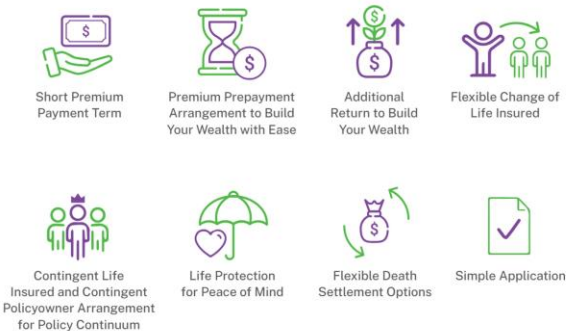 Short Premium
Payment Term
Premium Prepayment
Arrangement to Build
Your Wealth with Ease
Additional
Return to Build
Your Wealth
Flexible Change of
Life Insured
Contingent Life
Insured and Contingent
Policyowner Arrangement
for Policy Continuum
Life Protection
for Peace of Mind
Flexible Death
Settlement Options
Simple Application